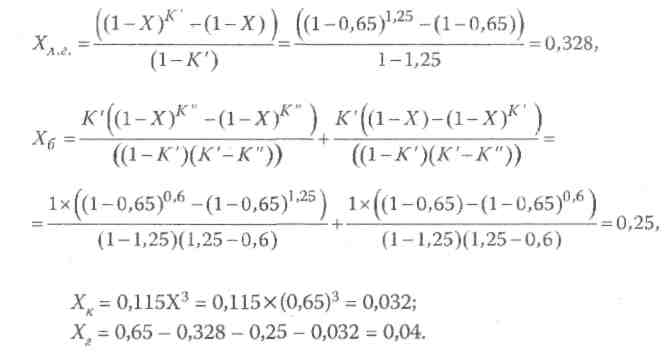 X_{л.г.} = ((1−X)^{K'} −(1−X)) / (1−K') = ((1−0,65)^{1,25} −(1−0,65)) / 1−1,25 = 0,328,
X_б = K'((1−X)^{K''} −(1−X)^{K''}) / ((1−K')(K'−K'')) + K'((1−X)−(1−X)^{K'}) / ((1−K')(K'−K'')) =
= 1×((1−0,65)^{0,6} −(1−0,65)^{1,25}) / (1−1,25)(1,25−0,6) + 1×((1−0,65)−(1−0,65)^{0,6}) / (1−1,25)(1,25−0,6) = 0,25,
X_к = 0,115X³ = 0,115×(0,65)³ = 0,032;
X_г = 0,65 – 0,328 – 0,25 – 0,032 = 0,04.